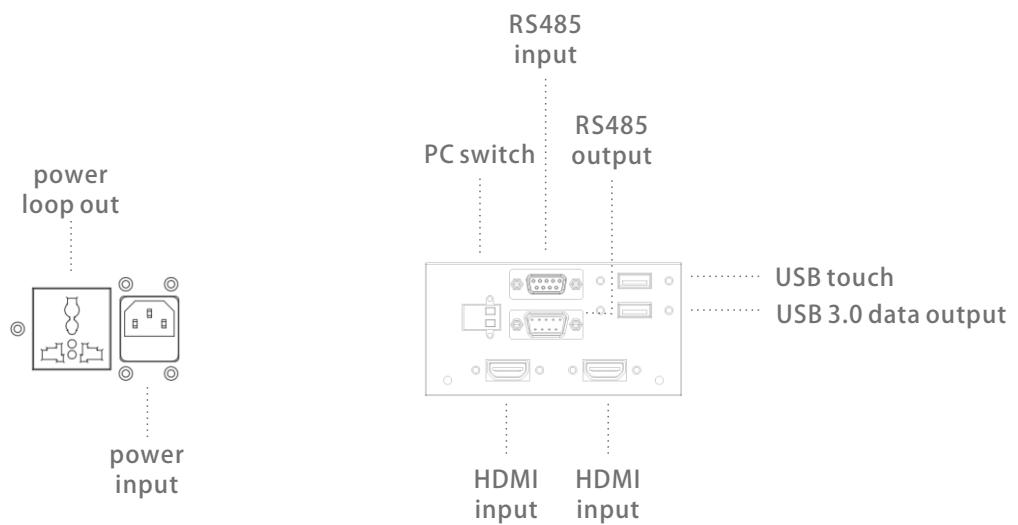 RS485
input
RS485
output
PC switch
power
loop out
USB touch
USB 3.0 data output
power
input
HDMI
input
HDMI
input